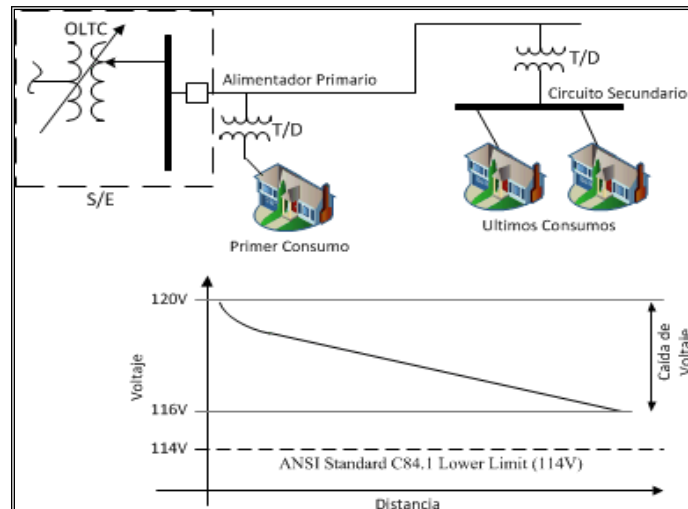 OLTC
T/D
Alimentador Primario
Circuito Secundario
T/D
S/E
Primer Consumo
Ultimos Consumos
120V
116V
114V
Voltaje
Caida de
Voltaje
ANSI Standard C84.1 Lower Limit (114V)
Distancia